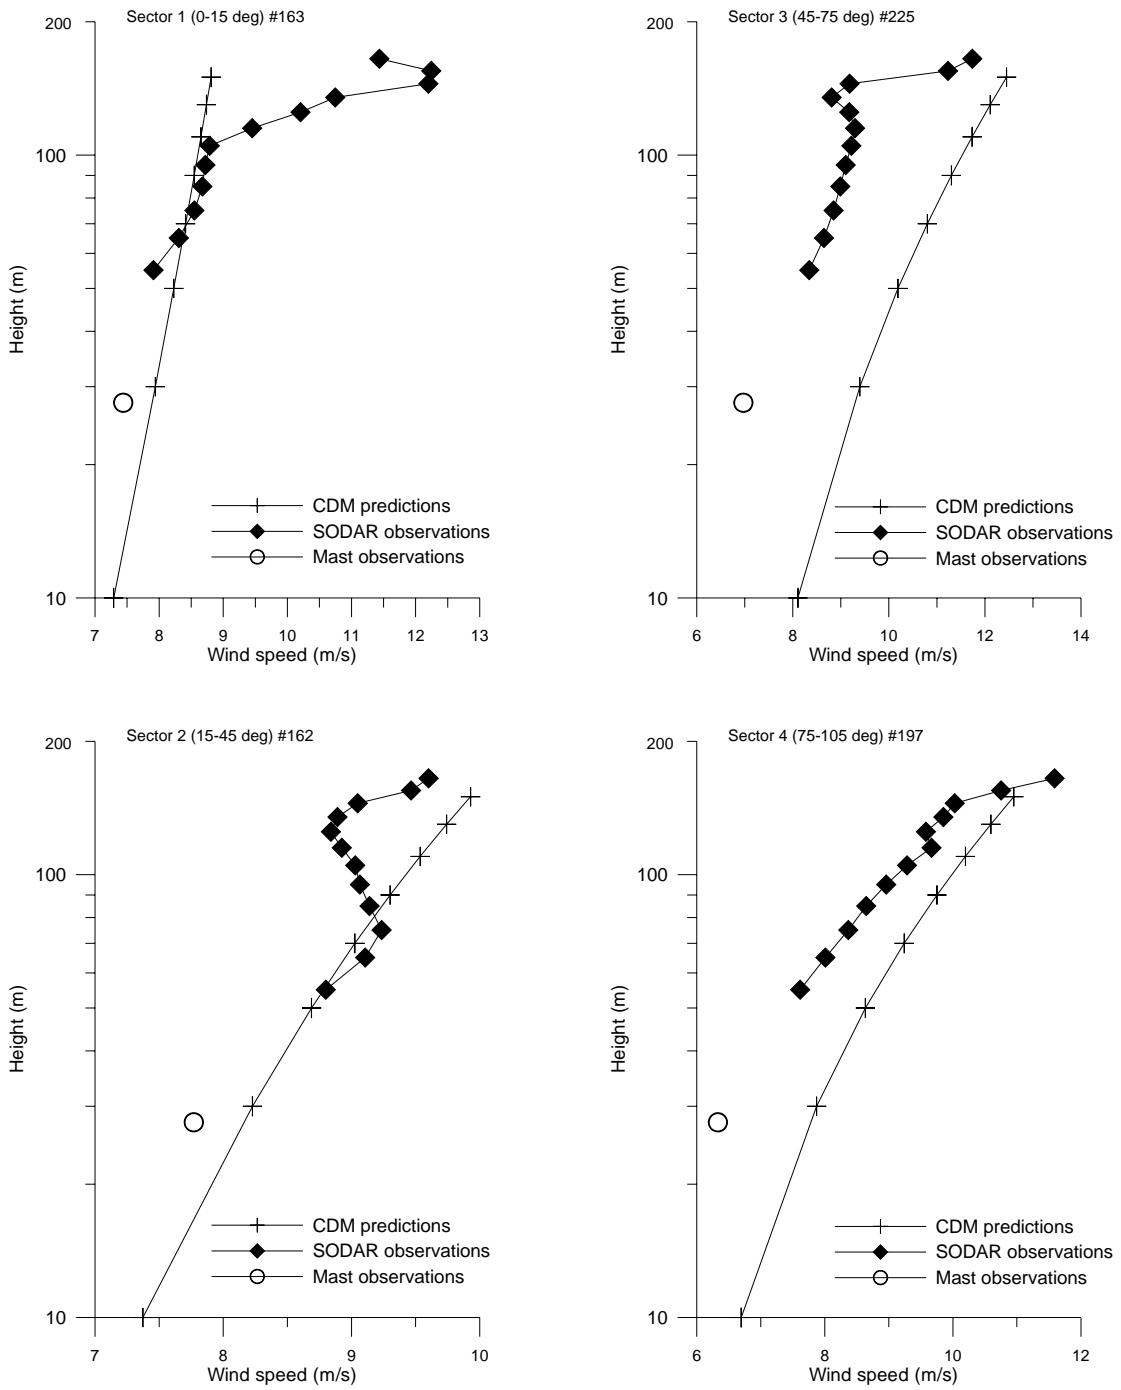 Sector 1 (0-15 deg) #163
200
100
10
Height (m)
CDM predictions
SODAR observations
Mast observations
7 8 9 10 11 12 13
Wind speed (m/s)
Sector 3 (45-75 deg) #225
200
100
10
Height (m)
CDM predictions
SODAR observations
Mast observations
6 8 10 12 14
Wind speed (m/s)
Sector 2 (15-45 deg) #162
200
100
10
Height (m)
CDM predictions
SODAR observations
Mast observations
7 8 9 10
Wind speed (m/s)
Sector 4 (75-105 deg) #197
200
100
10
Height (m)
CDM predictions
SODAR observations
Mast observations
6 8 10 12
Wind speed (m/s)